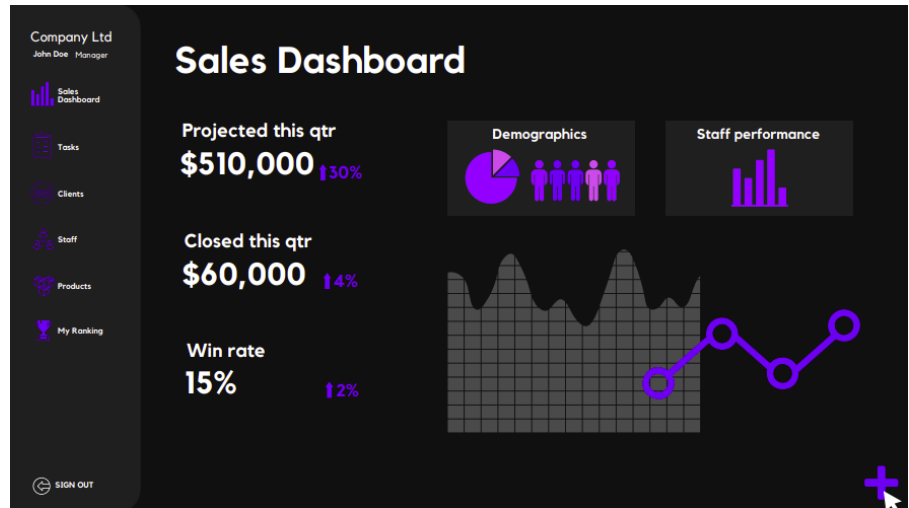 Company Ltd
John Doe Manager
Sales
Dashboard
Tasks
Clients
Staff
Products
My Ranking
SIGN OUT
Sales Dashboard
Projected this qtr
$510,000 30%
Closed this qtr
$60,000 4%
Win rate
15% 2%
Demographics
Staff performance